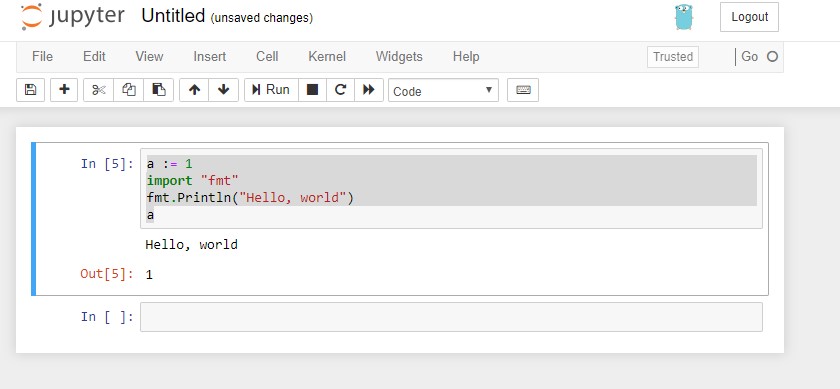 jupyter Untitled (unsaved changes) Logout
File Edit View Insert Cell Kernel Widgets Help Trusted Go
Run Code
In [5]: a := 1
import "fmt"
fmt.Println("Hello, world")
a
Hello, world
Out[5]: 1
In [ ]: